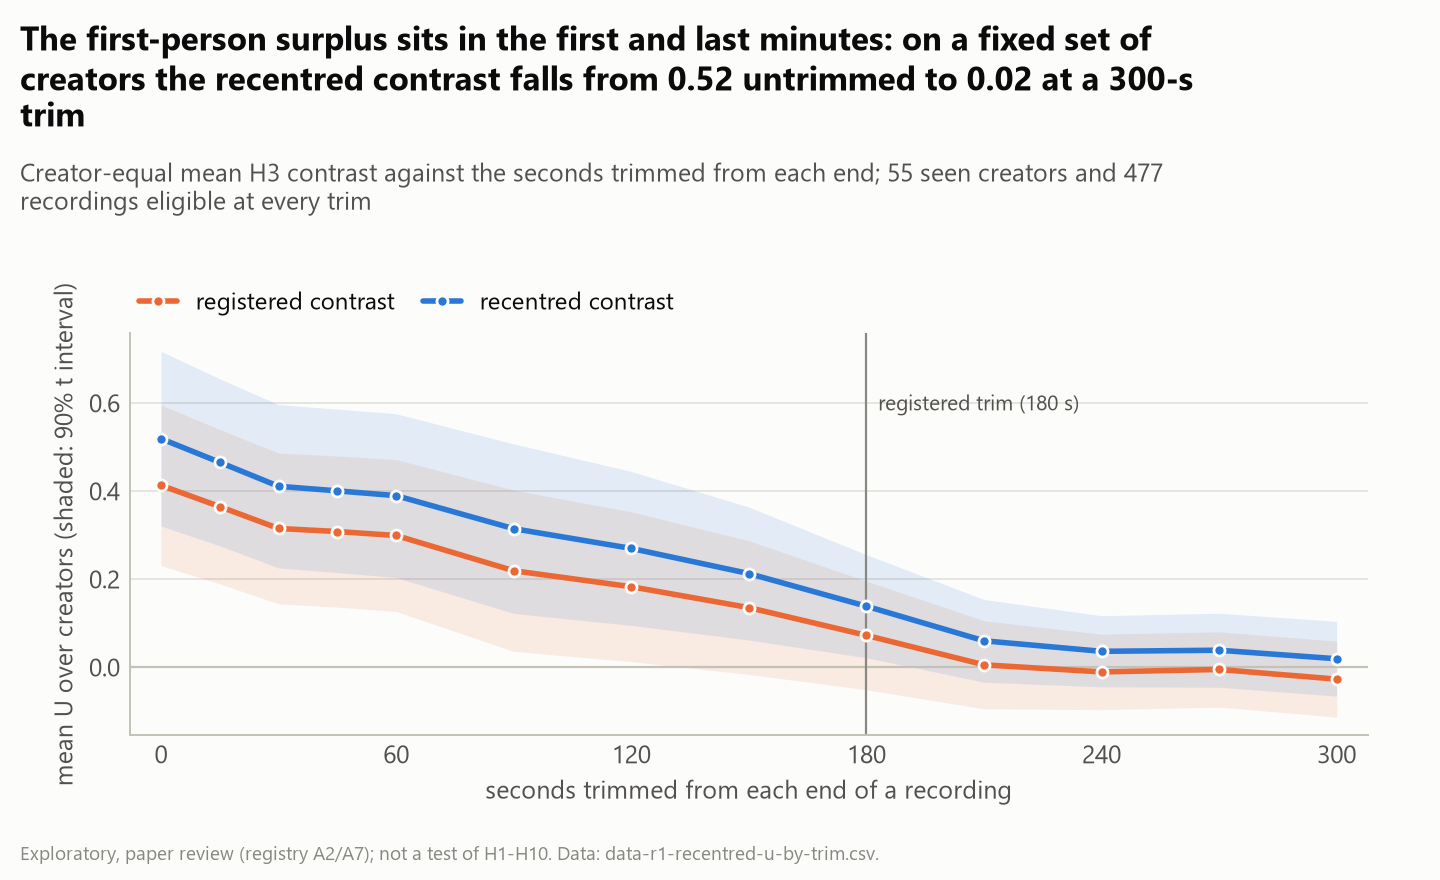 The first-person surplus sits in the first and last minutes: on a fixed set of
creators the recentred contrast falls from 0.52 untrimmed to 0.02 at a 300-s
trim
Creator-equal mean H3 contrast against the seconds trimmed from each end; 55 seen creators and 477
recordings eligible at every trim
registered contrast
recentred contrast
mean U over creators (shaded: 90% t interval)
0.6
0.4
0.2
0.0
registered trim (180 s)
0
60
120
180
240
300
seconds trimmed from each end of a recording
Exploratory, paper review (registry A2/A7); not a test of H1-H10. Data: data-r1-recentred-u-by-trim.csv.